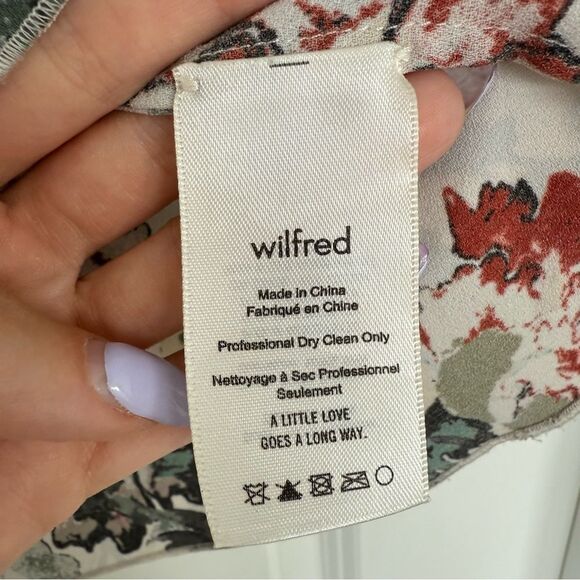 wilfred
Made in China
Fabriqué en Chine
Professional Dry Clean Only
Nettoyage à Sec Professionnel
Seulement
A LITTLE LOVE
GOES A LONG WAY.